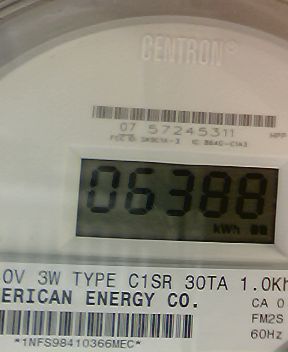 CENTRON®
07 57245311
06388
kWh
0V 3W TYPE C1SR 30TA 1.0Kh
ERICAN ENERGY CO.
CA 0
FM2S
60Hz
*1NFS98410366MEC*